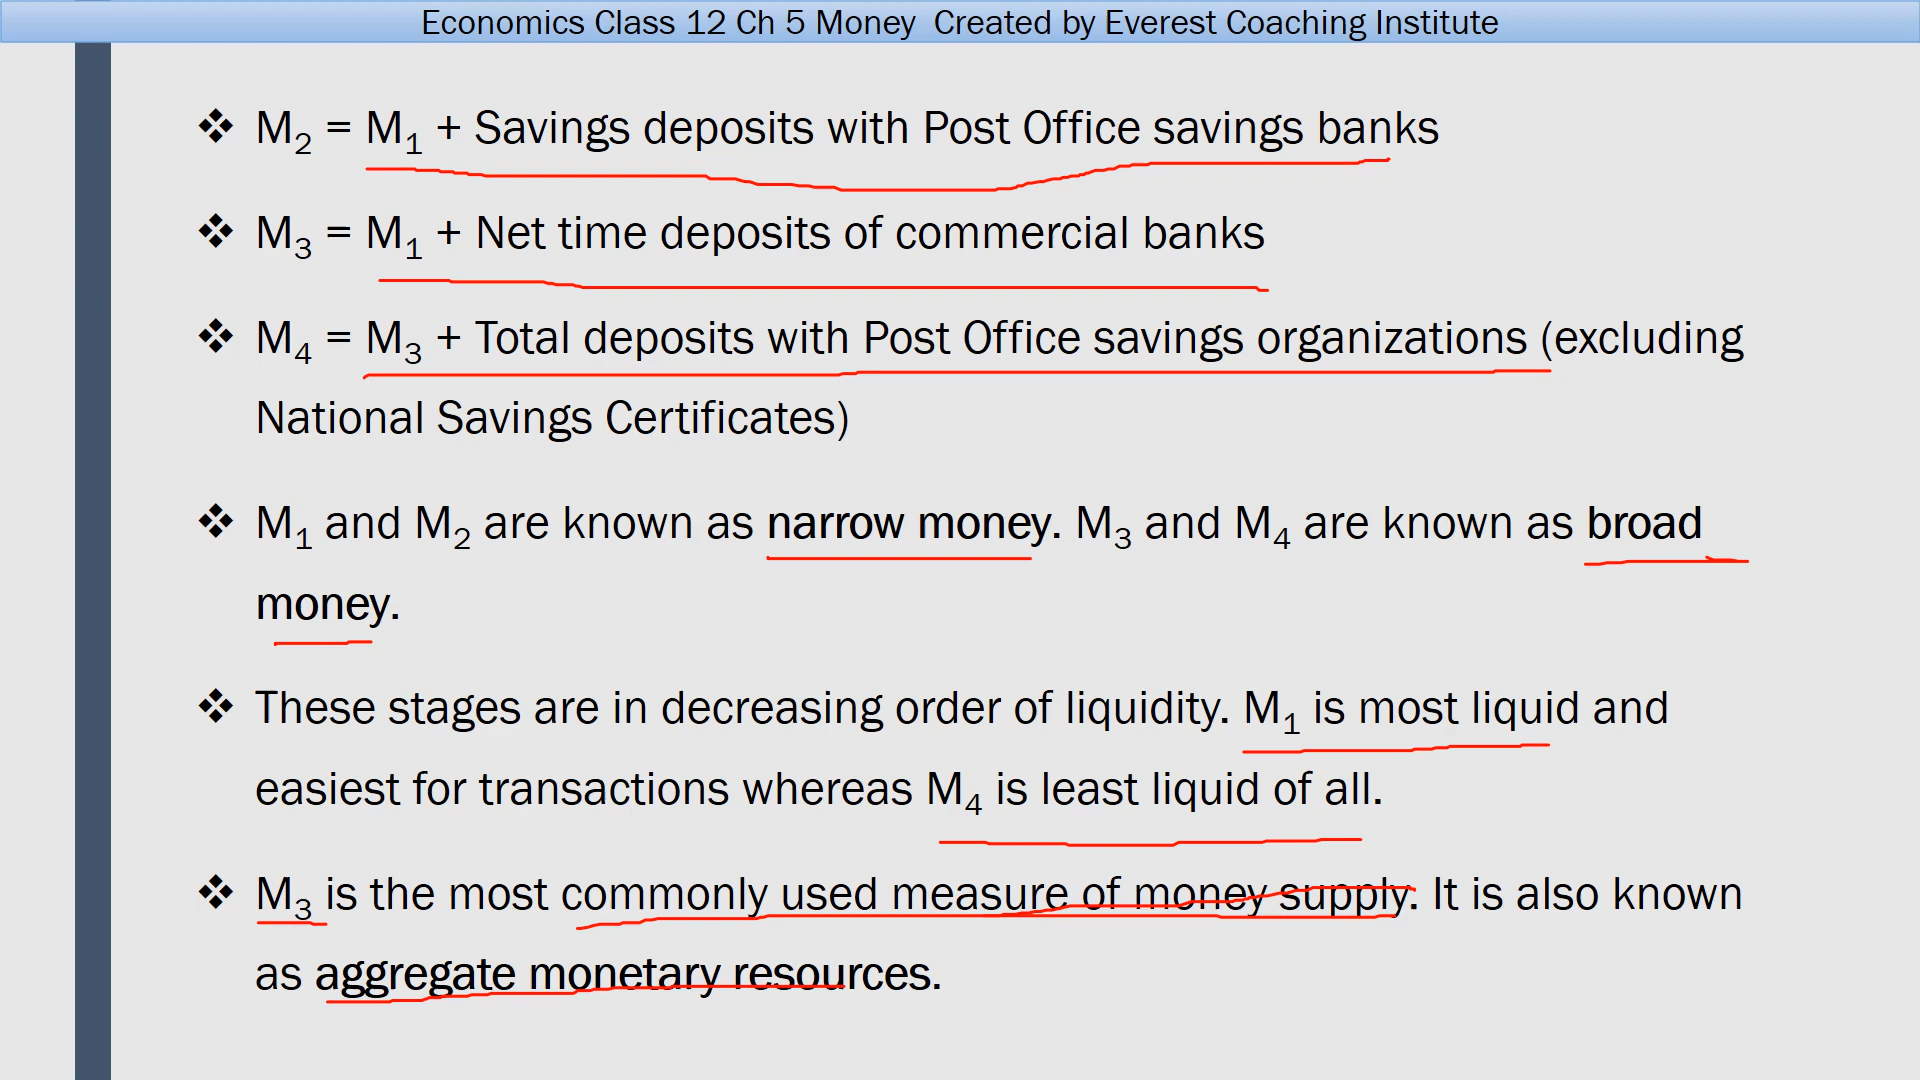 Economics Class 12 Ch 5 Money  Created by Everest Coaching Institute
❖ M₂ = M₁ + Savings deposits with Post Office savings banks
❖ M₃ = M₁ + Net time deposits of commercial banks
❖ M₄ = M₃ + Total deposits with Post Office savings organizations (excluding
National Savings Certificates)
❖ M₁ and M₂ are known as narrow money. M₃ and M₄ are known as broad
money.
❖ These stages are in decreasing order of liquidity. M₁ is most liquid and
easiest for transactions whereas M₄ is least liquid of all.
❖ M₃ is the most commonly used measure of money supply. It is also known
as aggregate monetary resources.